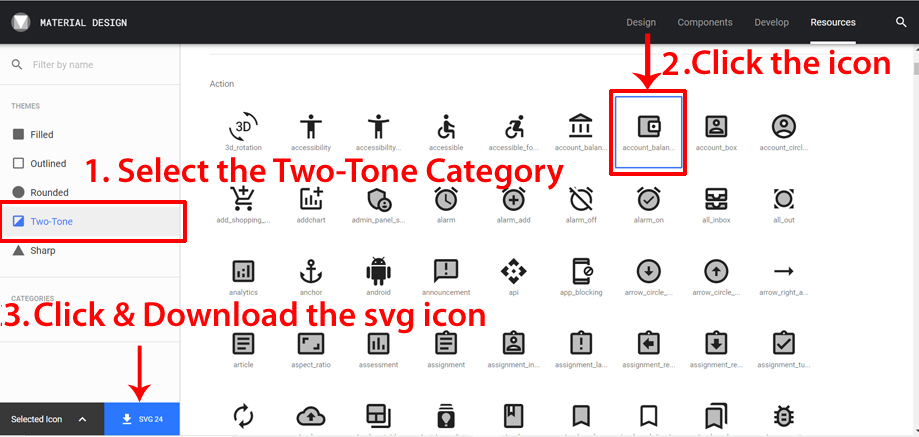 MATERIAL DESIGN
Design Components Develop Resources
2.Click the icon
Filter by name
Action
THEMES
Filled
Outlined
Rounded
Two-Tone
Sharp
CATEGORIES
3D
3d_rotation accessibility accessibility... accessible accessible_fo... account_balan... account_balan... account_box account_circl...
1. Select the Two-Tone Category
add_shopping_... addchart admin_panel_s... alarm alarm_add alarm_off alarm_on all_inbox all_out
analytics anchor android announcement api app_blocking arrow_circle_... arrow_circle_... arrow_right_a...
3.Click & Download the svg icon
article aspect_ratio assessment assignment assignment_in... assignment_la... assignment_re... assignment_re... assignment_tu...
Selected Icon SVG 24